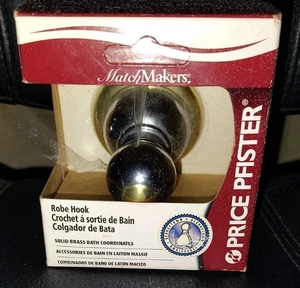 MatchMakers®
PRICE PFISTER®
Robe Hook
Crochet à sortie de Bain
Colgador de Bata
SOLID BRASS BATH COORDINATES
ACCESSORIES DE BAIN EN LAITON MASSIF
COMBINADOS DE BAÑO DE LATÓN MACIZO